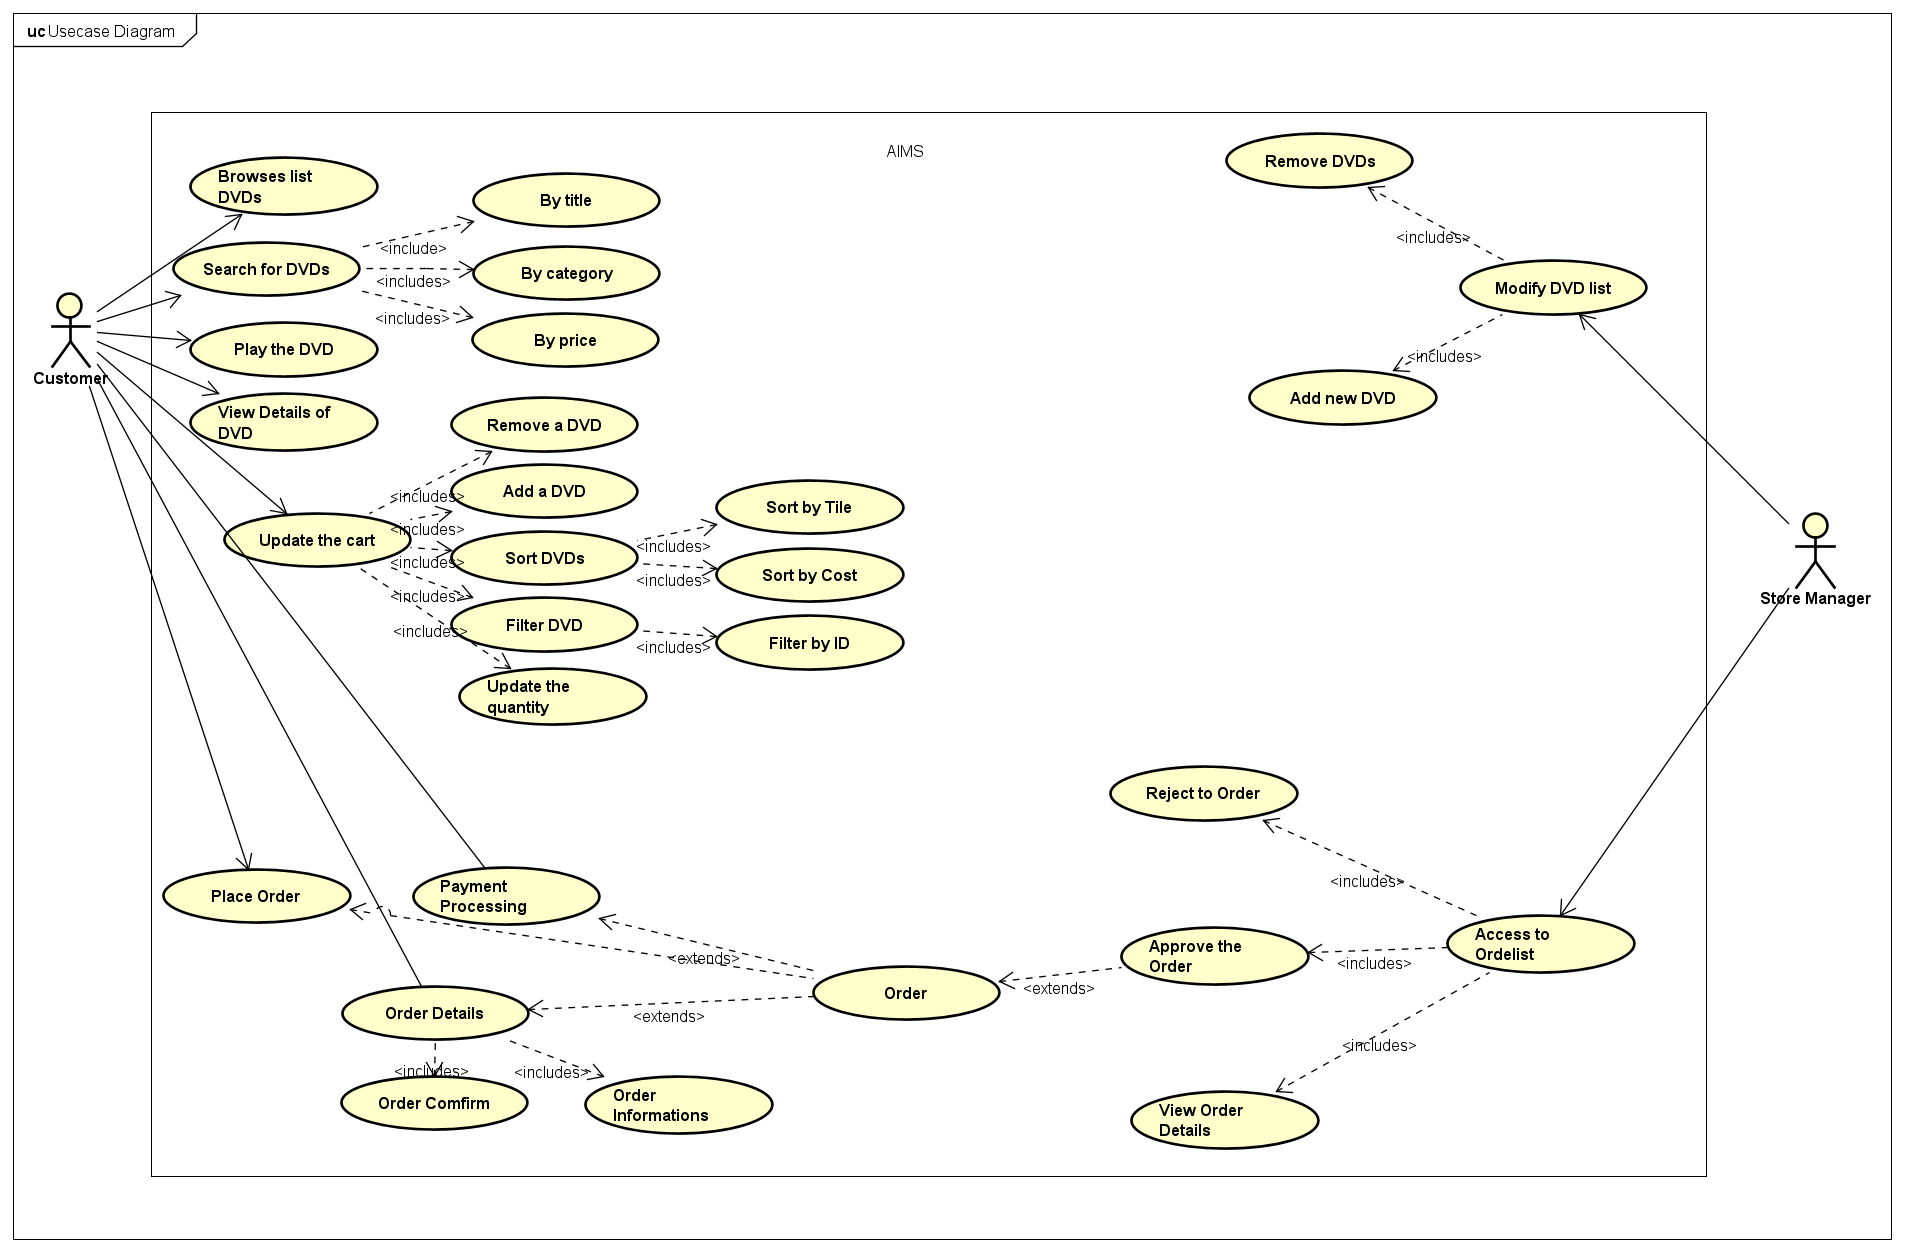 uc Usecase Diagram
AIMS
Browses list
DVDs
Search for DVDs
Play the DVD
View Details of
DVD
Customer
<include>
<includes>
<includes>
By title
By category
By price
Update the cart
<includes>
<includes>
<includes>
<includes>
<includes>
Remove a DVD
Add a DVD
Sort DVDs
Filter DVD
Update the
quantity
<includes>
<includes>
<includes>
Sort by Tile
Sort by Cost
Filter by ID
Remove DVDs
<includes>
Modify DVD list
<includes>
Add new DVD
Store Manager
Place Order
Payment
Processing
<extends>
Order Details
<extends>
<includes>
<includes>
Order Comfirm
Order
Informations
Order
<extends>
Reject to Order
<includes>
Approve the
Order
<includes>
Access to
Ordelist
<includes>
View Order
Details